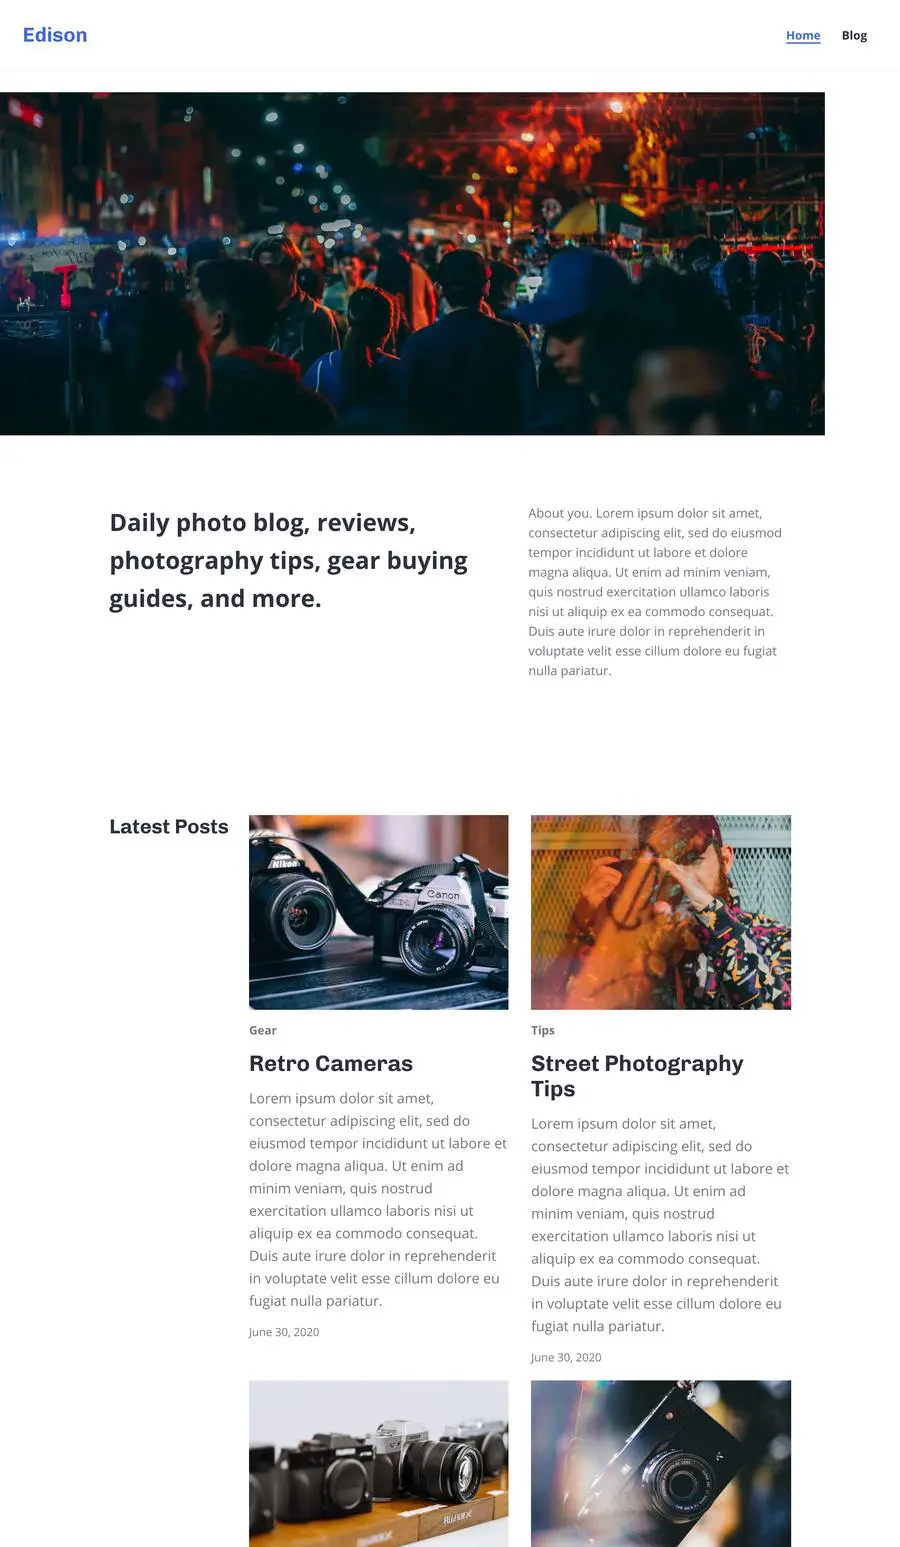 Edison
Home
Blog
Daily photo blog, reviews,
photography tips, gear buying
guides, and more.
About you. Lorem ipsum dolor sit amet,
consectetur adipiscing elit, sed do eiusmod
tempor incididunt ut labore et dolore
magna aliqua. Ut enim ad minim veniam,
quis nostrud exercitation ullamco laboris
nisi ut aliquip ex ea commodo consequat.
Duis aute irure dolor in reprehenderit in
voluptate velit esse cillum dolore eu fugiat
nulla pariatur.
Latest Posts
Nikon
Canon
Gear
Retro Cameras
Lorem ipsum dolor sit amet,
consectetur adipiscing elit, sed do
eiusmod tempor incididunt ut labore et
dolore magna aliqua. Ut enim ad
minim veniam, quis nostrud
exercitation ullamco laboris nisi ut
aliquip ex ea commodo consequat.
Duis aute irure dolor in reprehenderit
in voluptate velit esse cillum dolore eu
fugiat nulla pariatur.
June 30, 2020
Tips
Street Photography
Tips
Lorem ipsum dolor sit amet,
consectetur adipiscing elit, sed do
eiusmod tempor incididunt ut labore et
dolore magna aliqua. Ut enim ad
minim veniam, quis nostrud
exercitation ullamco laboris nisi ut
aliquip ex ea commodo consequat.
Duis aute irure dolor in reprehenderit
in voluptate velit esse cillum dolore eu
fugiat nulla pariatur.
June 30, 2020